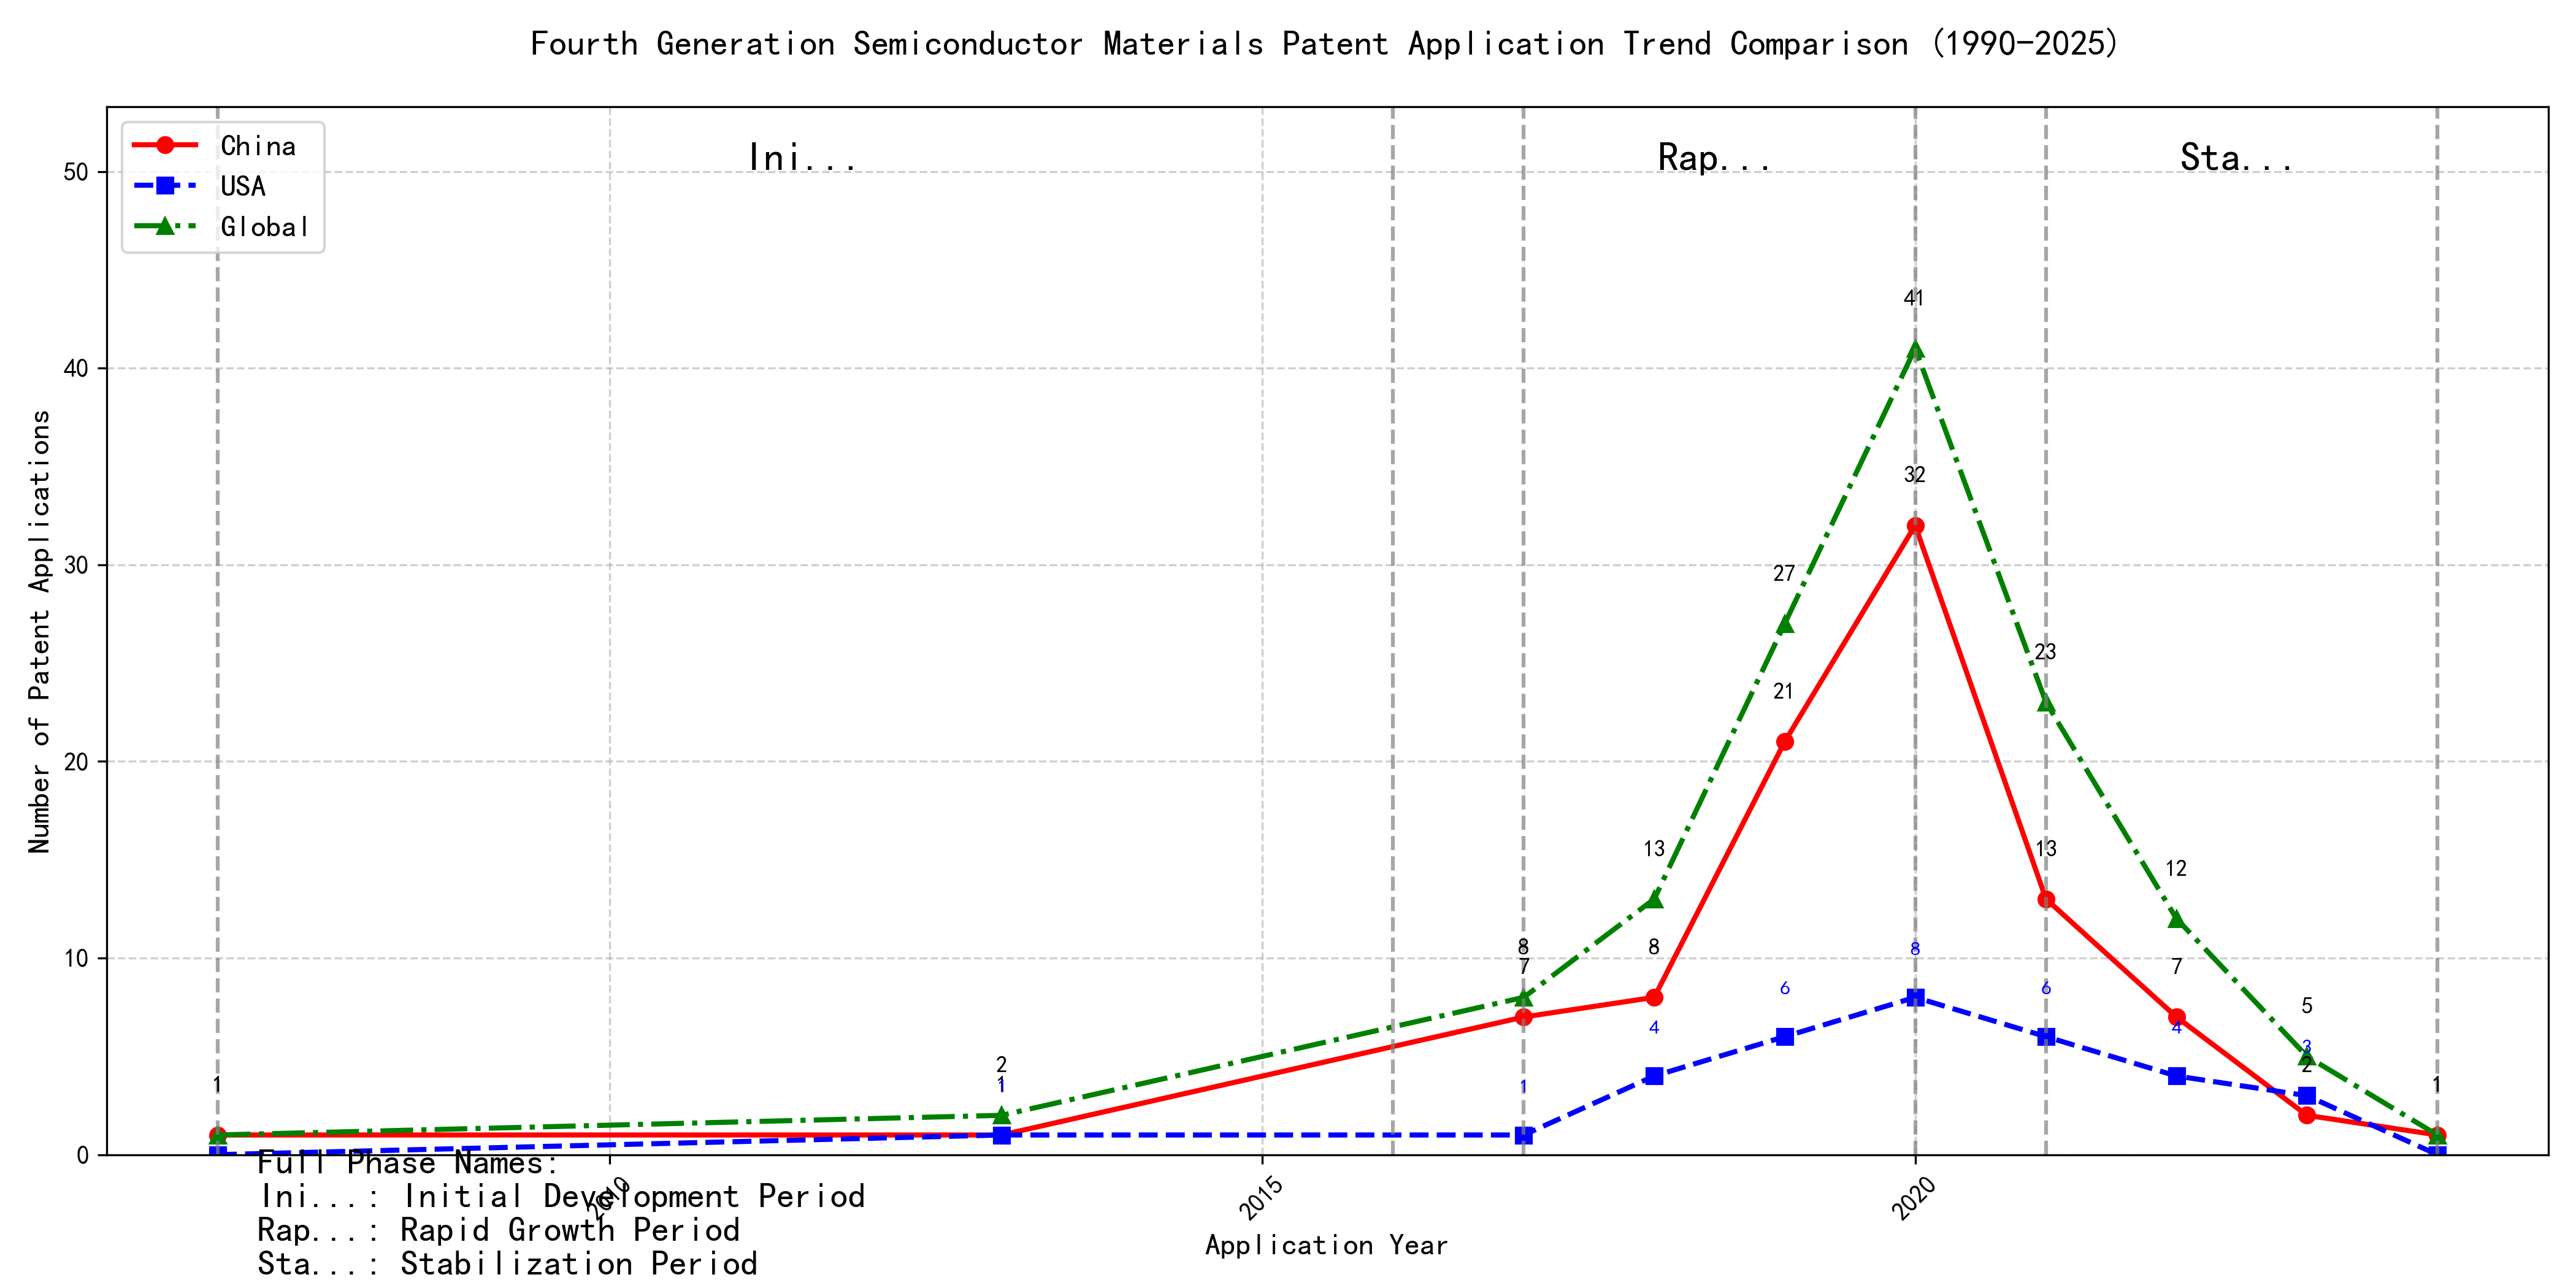 Fourth Generation Semiconductor Materials Patent Application Trend Comparison (1990-2025)
China
USA
Global
Ini...
Rap...
Sta...
Number of Patent Applications
50
40
30
20
10
0
41
32
27
23
21
13
13
12
8
8
8
7
7
6
6
5
4
4
3
2
2
1
1
1
1
1
1
2010
2015
2020
Application Year
Full Phase Names:
Ini...: Initial Development Period
Rap...: Rapid Growth Period
Sta...: Stabilization Period